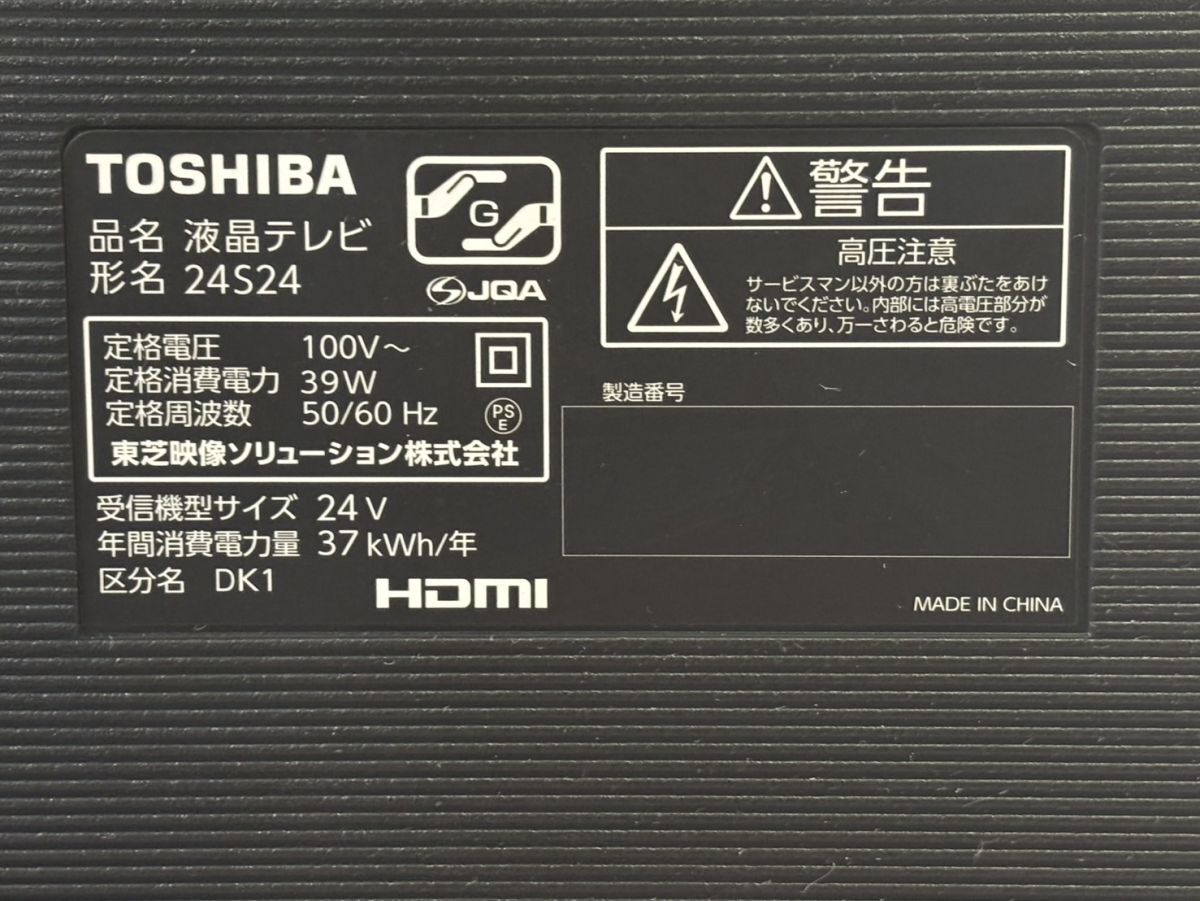 TOSHIBA
品名 液晶テレビ
形名 24S24
G
JQA
定格電圧 100V～
定格消費電力 39W
定格周波数 50/60 Hz
PS
E
東芝映像ソリューション株式会社
受信機型サイズ 24V
年間消費電力量 37kWh/年
区分名 DK1
HDMI
警告
高圧注意
サービスマン以外の方は裏ぶたをあけ
ないでください。内部には高電圧部分が
数多くあり、万一さわると危険です。
製造番号
MADE IN CHINA